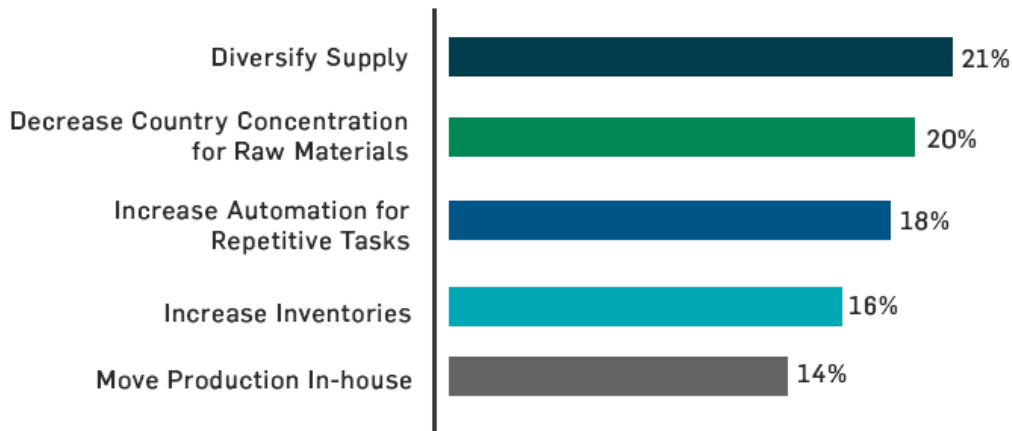 Diversify Supply
21%
Decrease Country Concentration
for Raw Materials
20%
Increase Automation for
Repetitive Tasks
18%
Increase Inventories
16%
Move Production In-house
14%